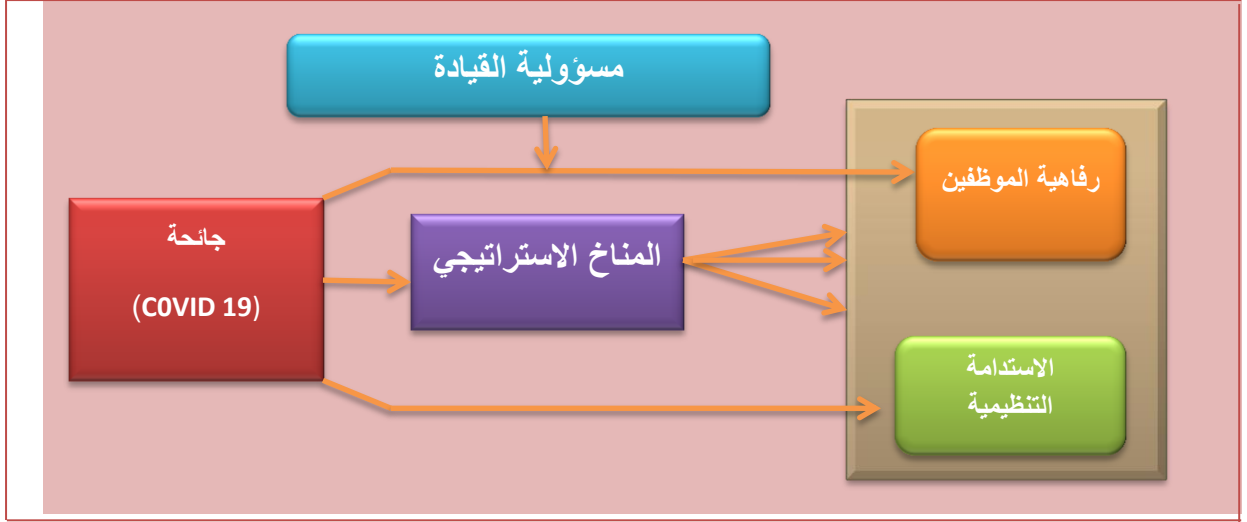 مسؤولية القيادة
رفاهية الموظفين
جائحة
(C0VID 19)
المناخ الاستراتيجي
الاستدامة
التنظيمية